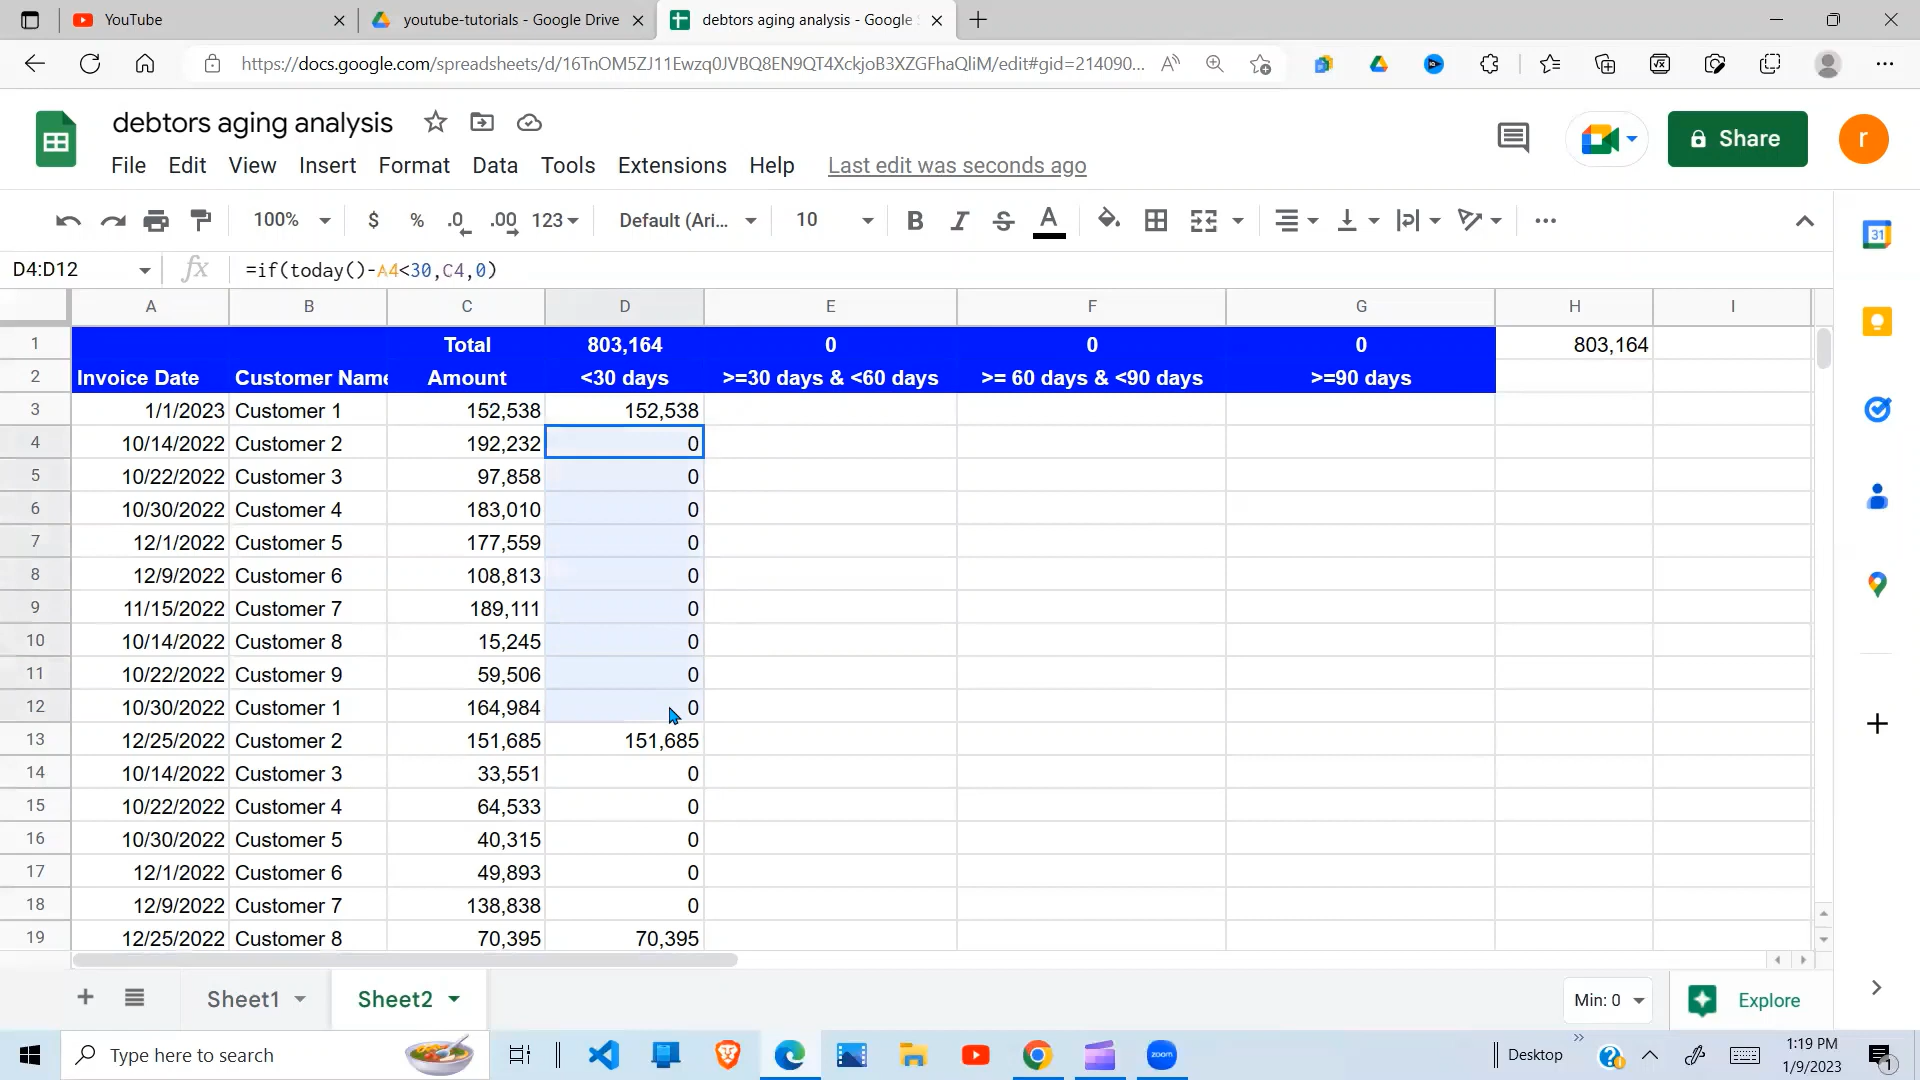 YouTube
youtube-tutorials - Google Drive
debtors aging analysis - Google S
https://docs.google.com/spreadsheets/d/16TnOM5ZJ11Ewzq0JVBQ8EN9QT4XckjoB3XZGFhaQliM/edit#gid=214090...
debtors aging analysis
Share
r
File Edit View Insert Format Data Tools Extensions Help Last edit was seconds ago
100% $ % .0 .00 123 Default (Ari... 10 B I S A
31
D4:D12 fx =if(today()-A4<30,C4,0)
A B C D E F G H I
1 Total 803,164 0 0 0 803,164
2 Invoice Date Customer Name Amount <30 days >=30 days & <60 days >= 60 days & <90 days >=90 days
3 1/1/2023 Customer 1 152,538 152,538
4 10/14/2022 Customer 2 192,232 0
5 10/22/2022 Customer 3 97,858 0
6 10/30/2022 Customer 4 183,010 0
7 12/1/2022 Customer 5 177,559 0
8 12/9/2022 Customer 6 108,813 0
9 11/15/2022 Customer 7 189,111 0
10 10/14/2022 Customer 8 15,245 0
11 10/22/2022 Customer 9 59,506 0
12 10/30/2022 Customer 1 164,984 0
13 12/25/2022 Customer 2 151,685 151,685
14 10/14/2022 Customer 3 33,551 0
15 10/22/2022 Customer 4 64,533 0
16 10/30/2022 Customer 5 40,315 0
17 12/1/2022 Customer 6 49,893 0
18 12/9/2022 Customer 7 138,838 0
19 12/25/2022 Customer 8 70,395 70,395
Sheet1 Sheet2 Min: 0 Explore
Type here to search
zoom
Desktop
1:19 PM
1/9/2023
1